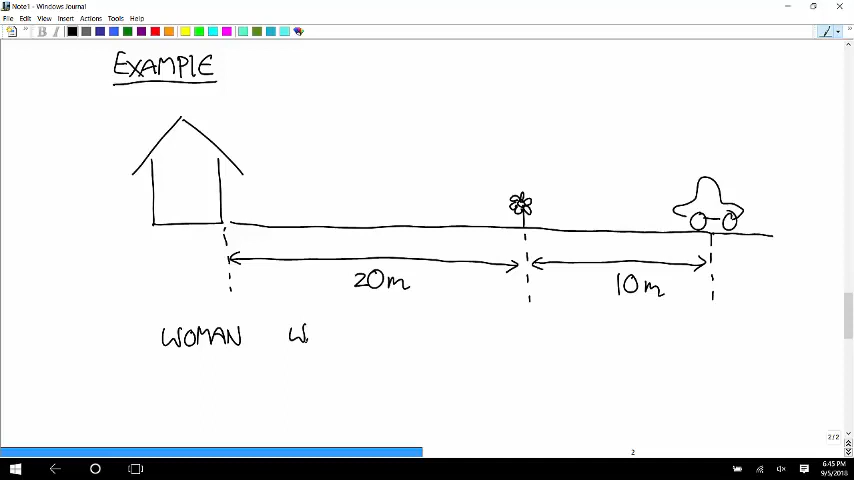 Note1 - Windows Journal
File Edit View Insert Actions Tools Help
B I
EXAMPLE
20m
10m
WOMAN W
2/2
2
6:45 PM
9/5/2018